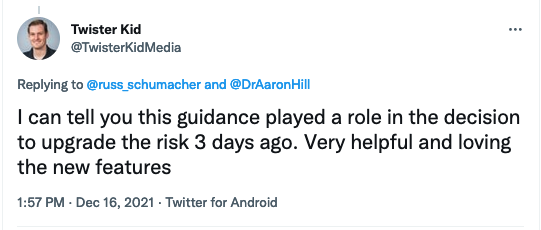 Twister Kid
@TwisterKidMedia
Replying to @russ_schumacher and @DrAaronHill
I can tell you this guidance played a role in the decision
to upgrade the risk 3 days ago. Very helpful and loving
the new features
1:57 PM · Dec 16, 2021 · Twitter for Android